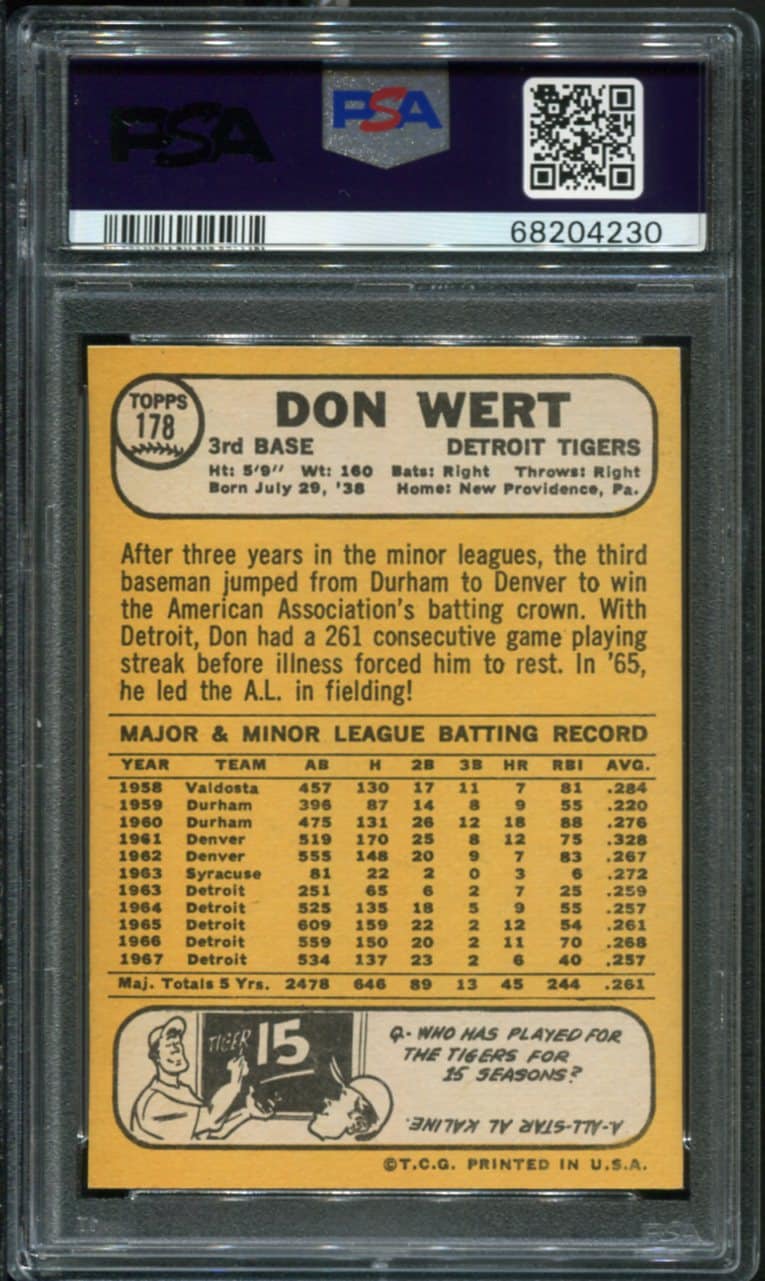 PSA
PSA
68204230
TOPPS
178
DON WERT
3rd BASE DETROIT TIGERS
Ht: 5'9" Wt: 160 Bats: Right Throws: Right
Born July 29, '38 Home: New Providence, Pa.
After three years in the minor leagues, the third
baseman jumped from Durham to Denver to win
the American Association's batting crown. With
Detroit, Don had a 261 consecutive game playing
streak before illness forced him to rest. In '65,
he led the A.L. in fielding!
MAJOR & MINOR LEAGUE BATTING RECORD
YEAR TEAM AB H 2B 3B HR RBI AVG.
1958 Valdosta 457 130 17 11 7 81 .284
1959 Durham 396 87 14 8 9 55 .220
1960 Durham 475 131 26 12 18 88 .276
1961 Denver 519 170 25 8 12 75 .328
1962 Denver 555 148 20 9 7 83 .267
1963 Syracuse 81 22 2 0 3 6 .272
1963 Detroit 251 65 6 2 7 25 .259
1964 Detroit 525 135 18 5 9 55 .257
1965 Detroit 609 159 22 2 12 54 .261
1966 Detroit 559 150 20 2 11 70 .268
1967 Detroit 534 137 23 2 6 40 .257
Maj. Totals 5 Yrs. 2478 646 89 13 45 244 .261
TIGER 15
Q- WHO HAS PLAYED FOR
THE TIGERS FOR
15 SEASONS?
A-ALL-STAR AL KALINE.
©T.C.G. PRINTED IN U.S.A.
PSA